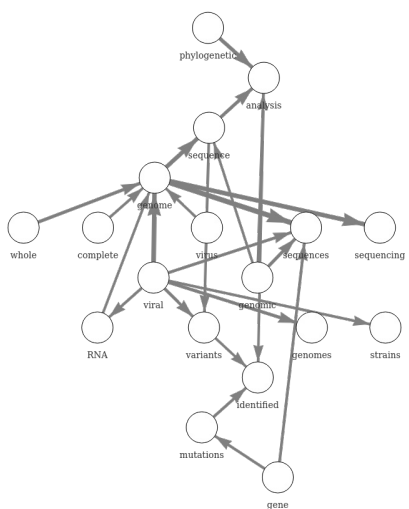 phylogenetic
analysis
sequence
genome
whole
complete
virus
sequences
sequencing
viral
genomic
RNA
variants
genomes
strains
identified
mutations
gene